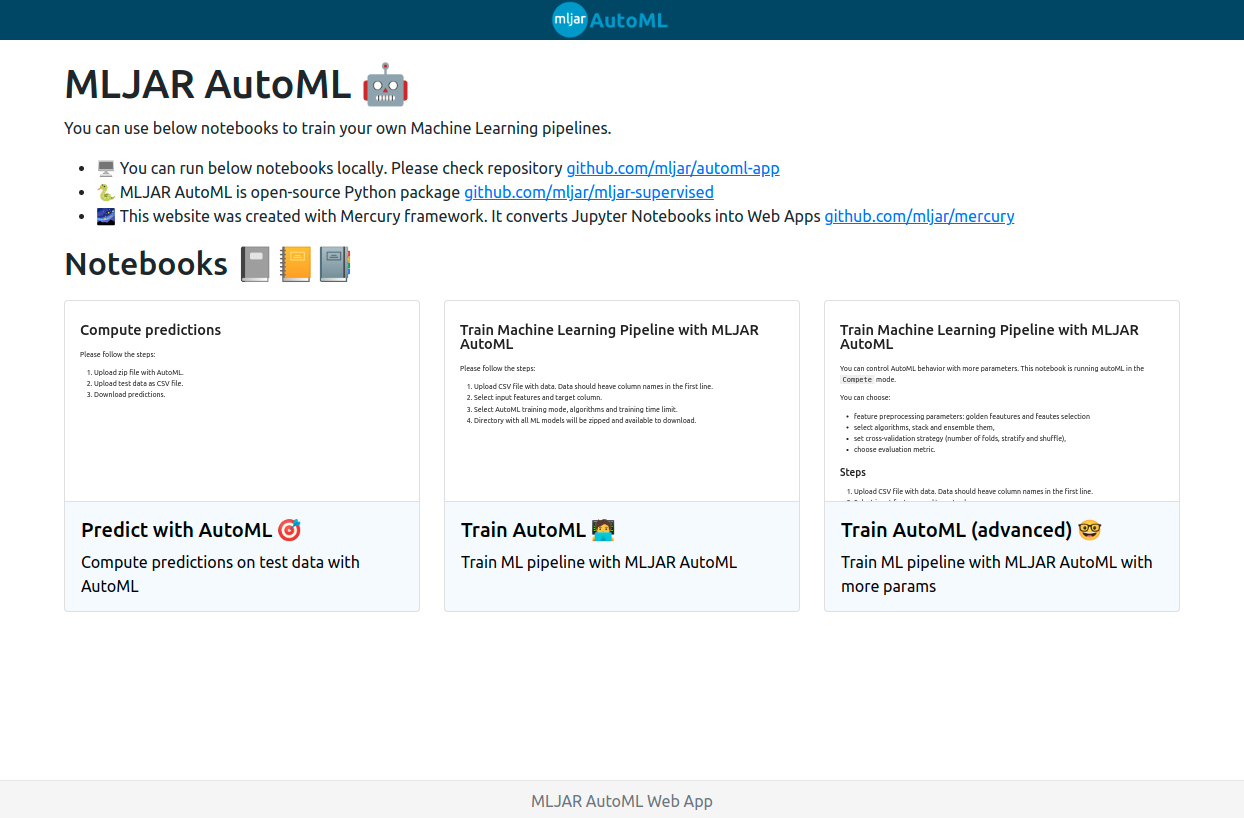 mljar AutoML
MLJAR AutoML 🤖
You can use below notebooks to train your own Machine Learning pipelines.
• 🖥️ You can run below notebooks locally. Please check repository github.com/mljar/automl-app
• 🐍 MLJAR AutoML is open-source Python package github.com/mljar/mljar-supervised
• 🌌 This website was created with Mercury framework. It converts Jupyter Notebooks into Web Apps github.com/mljar/mercury
Notebooks 📓📒📑
Compute predictions
Please follow the steps:
1. Upload zip file with AutoML.
2. Upload test data as CSV file.
3. Download predictions.
Predict with AutoML 🎯
Compute predictions on test data with
AutoML
Train Machine Learning Pipeline with MLJAR
AutoML
Please follow the steps:
1. Upload CSV file with data. Data should heave column names in the first line.
2. Select input features and target column.
3. Select AutoML training mode, algorithms and training time limit.
4. Directory with all ML models will be zipped and available to download.
Train AutoML 🧑‍💻
Train ML pipeline with MLJAR AutoML
Train Machine Learning Pipeline with MLJAR
AutoML
You can control AutoML behavior with more parameters. This notebook is running autoML in the
Compete mode.
You can choose:
• feature preprocessing parameters: golden feautures and feautes selection
• select algorithms, stack and ensemble them,
• set cross-validation strategy (number of folds, stratify and shuffle),
• choose evaluation metric.
Steps
1. Upload CSV file with data. Data should heave column names in the first line.
Train AutoML (advanced) 🤓
Train ML pipeline with MLJAR AutoML with
more params
MLJAR AutoML Web App